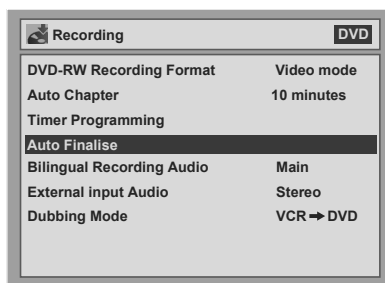 Recording DVD
DVD-RW Recording Format Video mode
Auto Chapter 10 minutes
Timer Programming
Auto Finalise
Bilingual Recording Audio Main
External input Audio Stereo
Dubbing Mode VCR ➔ DVD